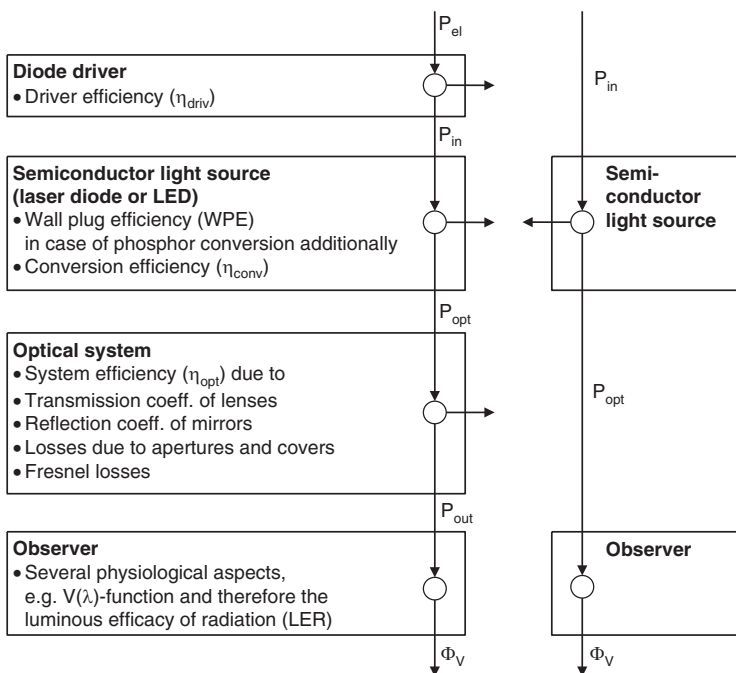 P_el
Diode driver
• Driver efficiency (η_driv)
P_in
Semiconductor light source
(laser diode or LED)
• Wall plug efficiency (WPE)
in case of phosphor conversion additionally
• Conversion efficiency (η_conv)
P_opt
Optical system
• System efficiency (η_opt) due to
• Transmission coeff. of lenses
• Reflection coeff. of mirrors
• Losses due to apertures and covers
• Fresnel losses
P_out
Observer
• Several physiological aspects,
e.g. V(λ)-function and therefore the
luminous efficacy of radiation (LER)
Φ_V
P_in
Semi-
conductor
light source
P_opt
Observer
Φ_V